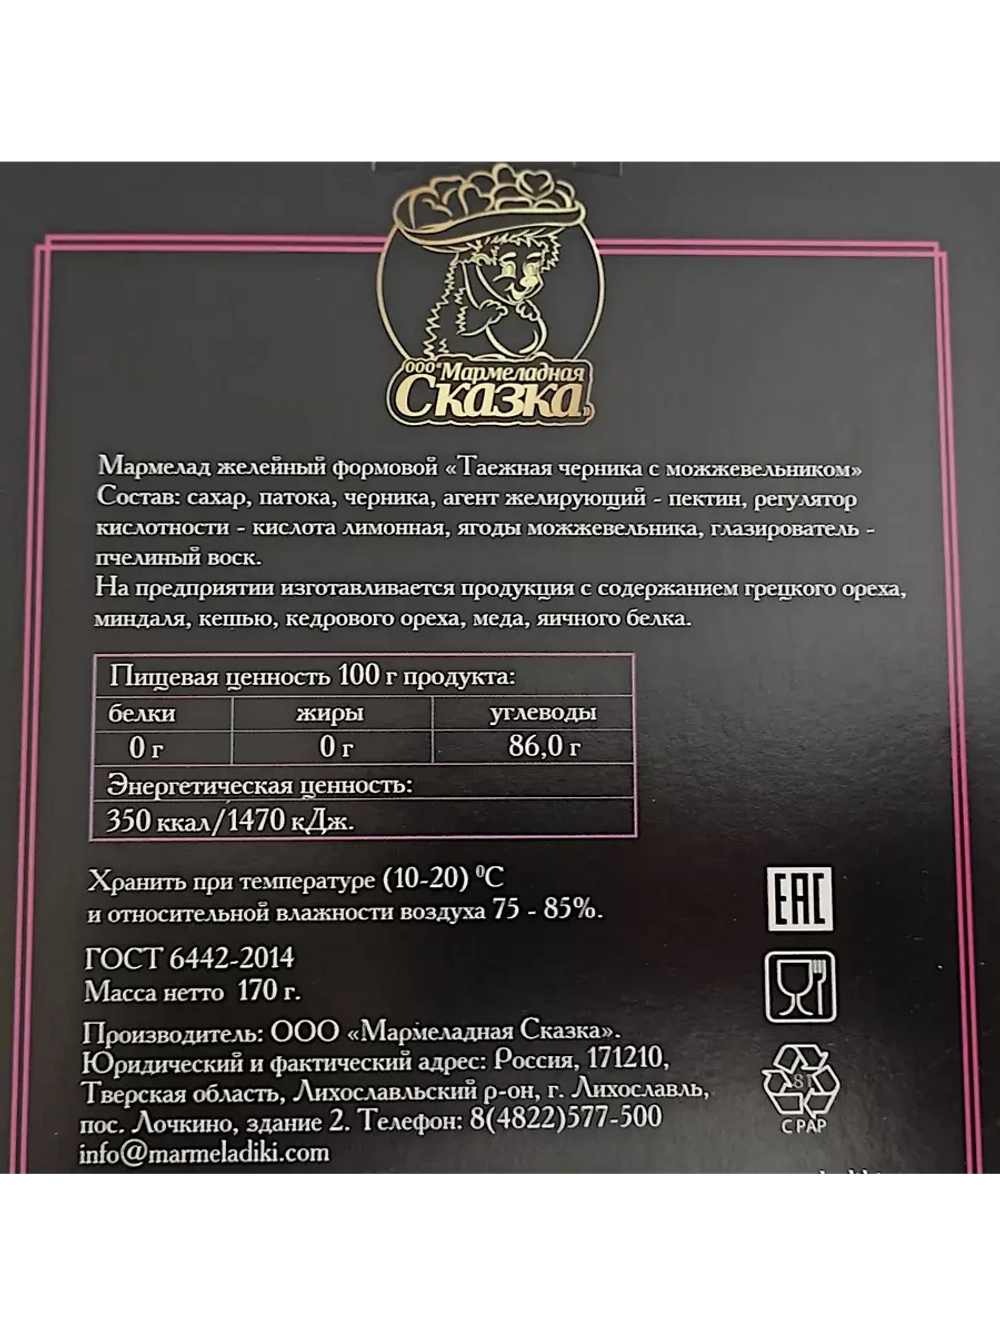 ООО "Мармеладная
Сказка»
Мармелад желейный формовой «Таежная черника с можжевельником»
Состав: сахар, патока, черника, агент желирующий - пектин, регулятор
кислотности - кислота лимонная, ягоды можжевельника, глазирователь -
пчелиный воск.
На предприятии изготавливается продукция с содержанием грецкого ореха,
миндаля, кешью, кедрового ореха, меда, яичного белка.
Пищевая ценность 100 г продукта:
белки жиры углеводы
0 г 0 г 86,0 г
Энергетическая ценность:
350 ккал/1470 кДж.
Хранить при температуре (10-20) ⁰С
и относительной влажности воздуха 75 - 85%.
ГОСТ 6442-2014
Масса нетто 170 г.
Производитель: ООО «Мармеладная Сказка».
Юридический и фактический адрес: Россия, 171210,
Тверская область, Лихославльский р-он, г. Лихославль,
пос. Лочкино, здание 2. Телефон: 8(4822)577-500
info@marmeladiki.com
EAC
81
C PAP